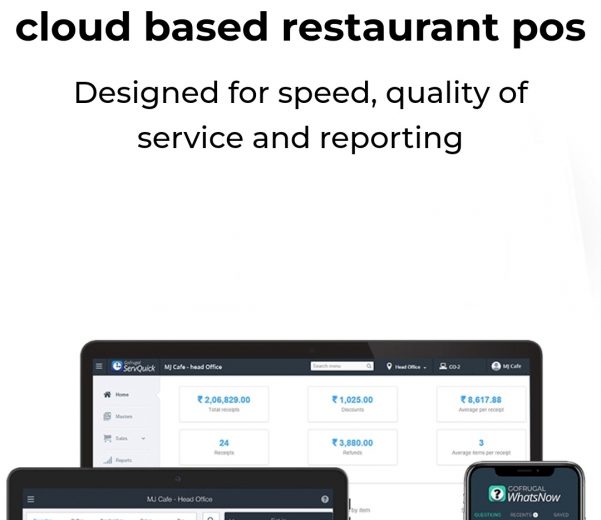 cloud based restaurant pos
Designed for speed, quality of
service and reporting
Gofrugal
ServQuick
MJ Cafe - head Office
Search menu
Head Office
CO-2
MJ Cafe
Home
Masters
Sales
Reports
₹ 2,06,829.00
Total receipts
₹ 1,025.00
Discounts
₹ 8,617.88
Average per receipt
24
Receipts
₹ 3,880.00
Refunds
3
Average items per receipt
by item
MJ Cafe - Head Office
GOFRUGAL
WhatsNow
QUESTIONS
RECENTS
SAVED